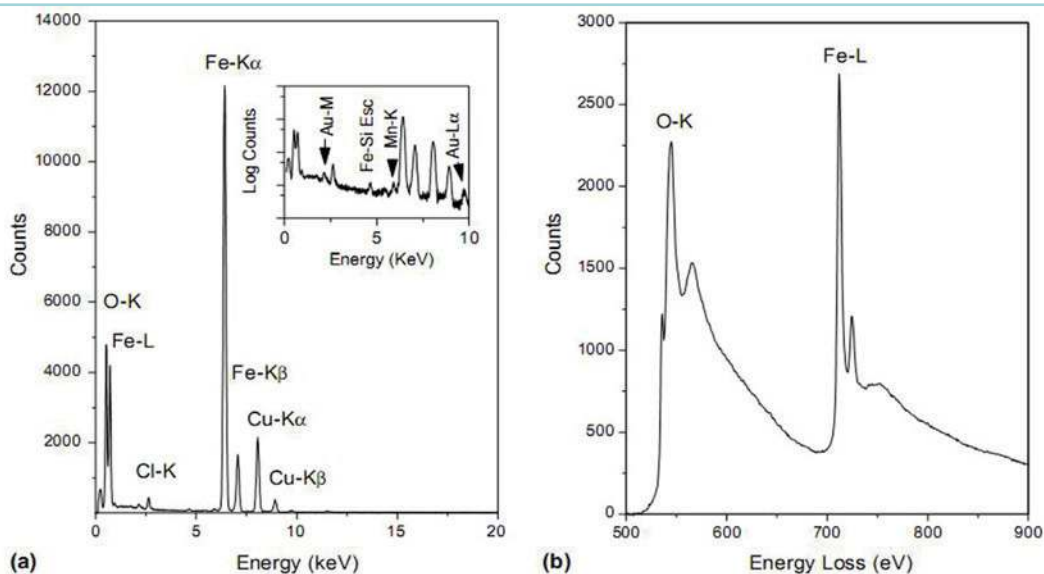 14000
12000
10000
8000
6000
4000
2000
Counts
Fe-Kα
O-K
Fe-L
Cl-K
Fe-Kβ
Cu-Kα
Cu-Kβ
Log Counts
Au-M
Fe-Si Esc
Mn-K
Au-Lα
0 5 10
Energy (KeV)
0 5 10 15 20
(a) Energy (keV)
3000
2500
2000
1500
1000
500
0
Counts
O-K
Fe-L
500 600 700 800 900
(b) Energy Loss (eV)